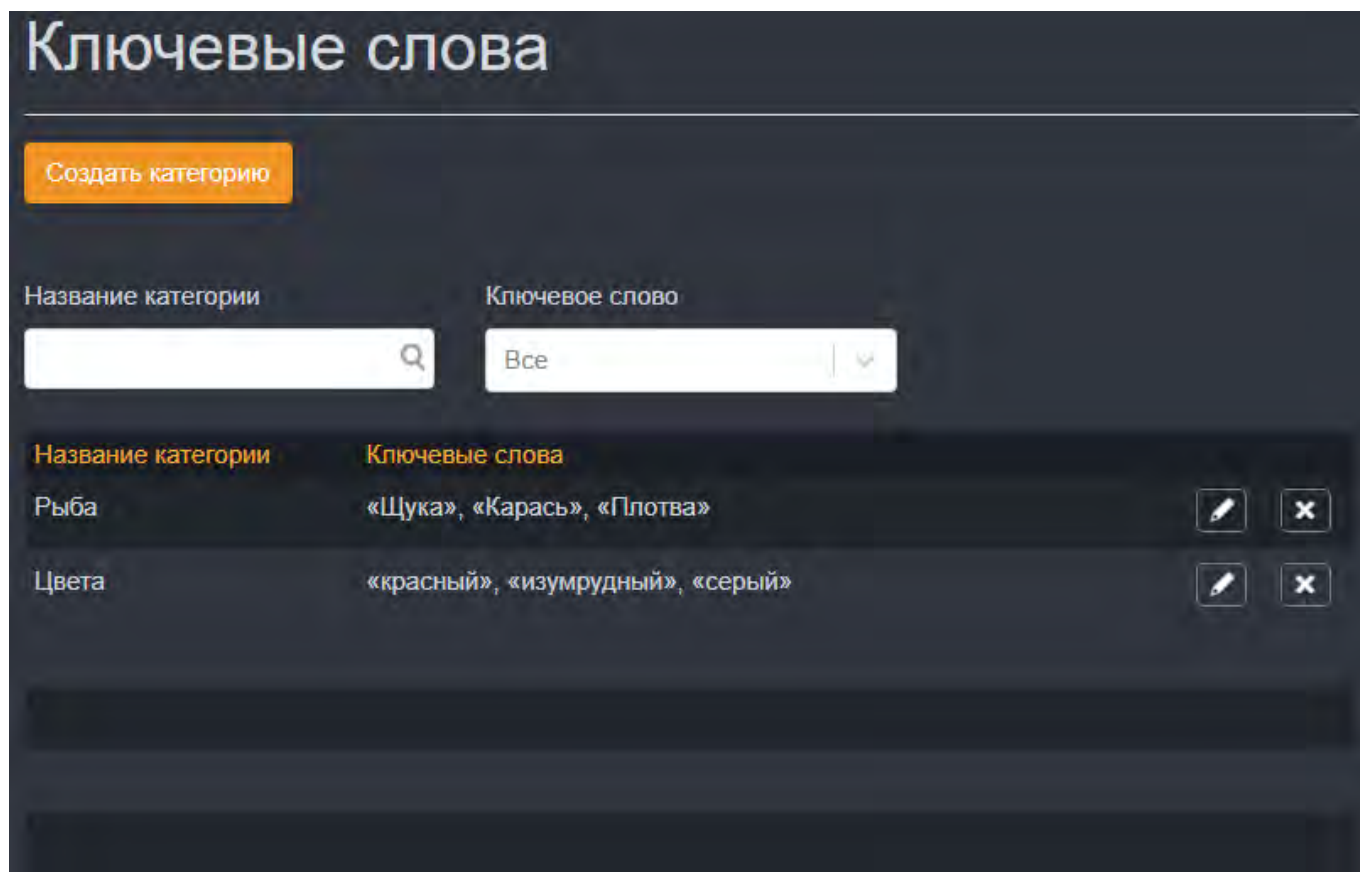 Ключевые слова
Создать категорию
Название категории Ключевое слово
Все
Название категории Ключевые слова
Рыба «Щука», «Карась», «Плотва»
Цвета «красный», «изумрудный», «серый»